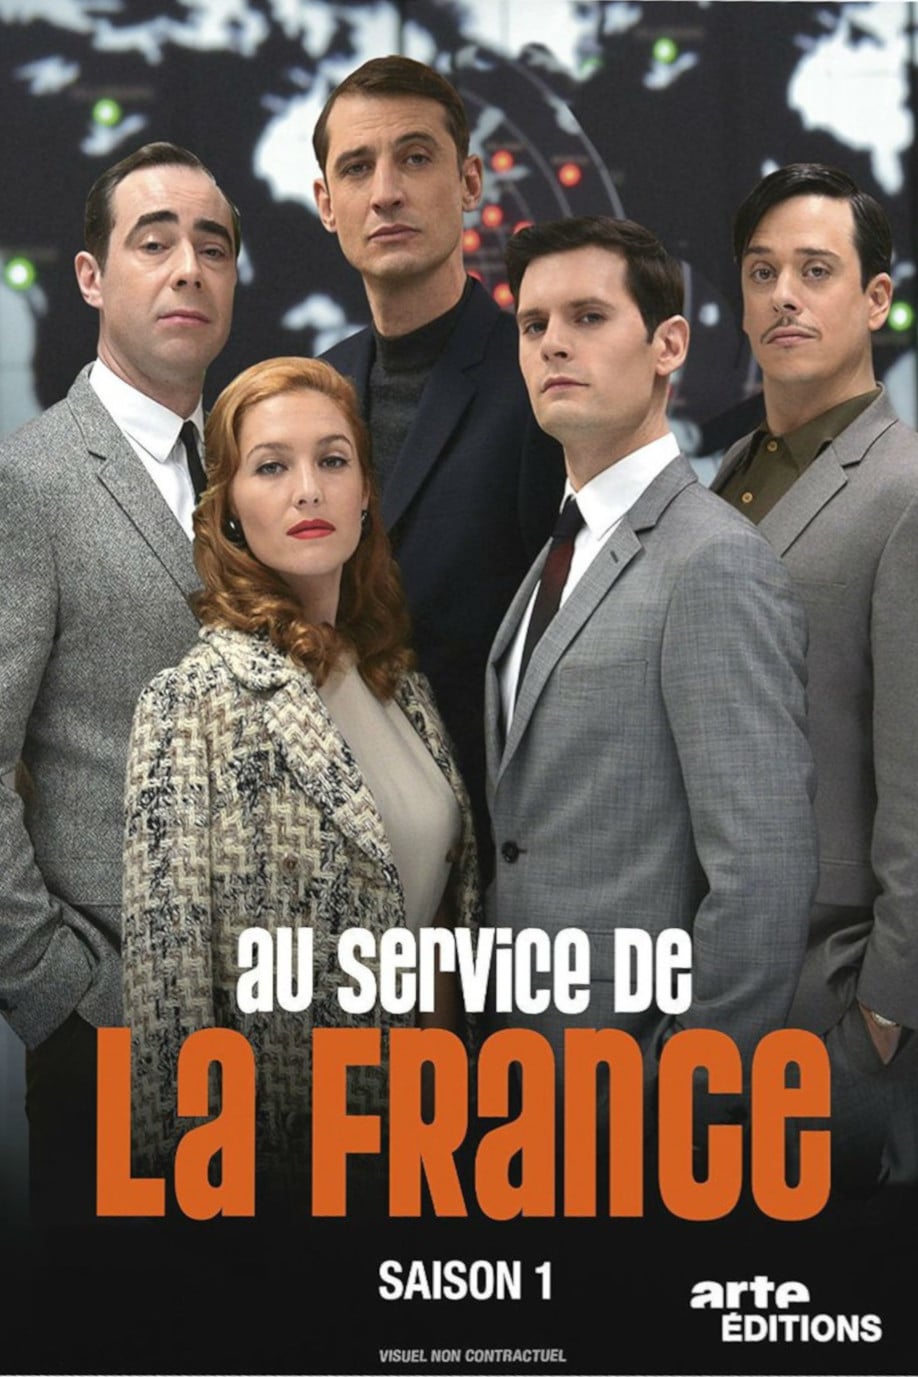 au service de
La France
SAISON 1
arte
ÉDITIONS
VISUEL NON CONTRACTUEL